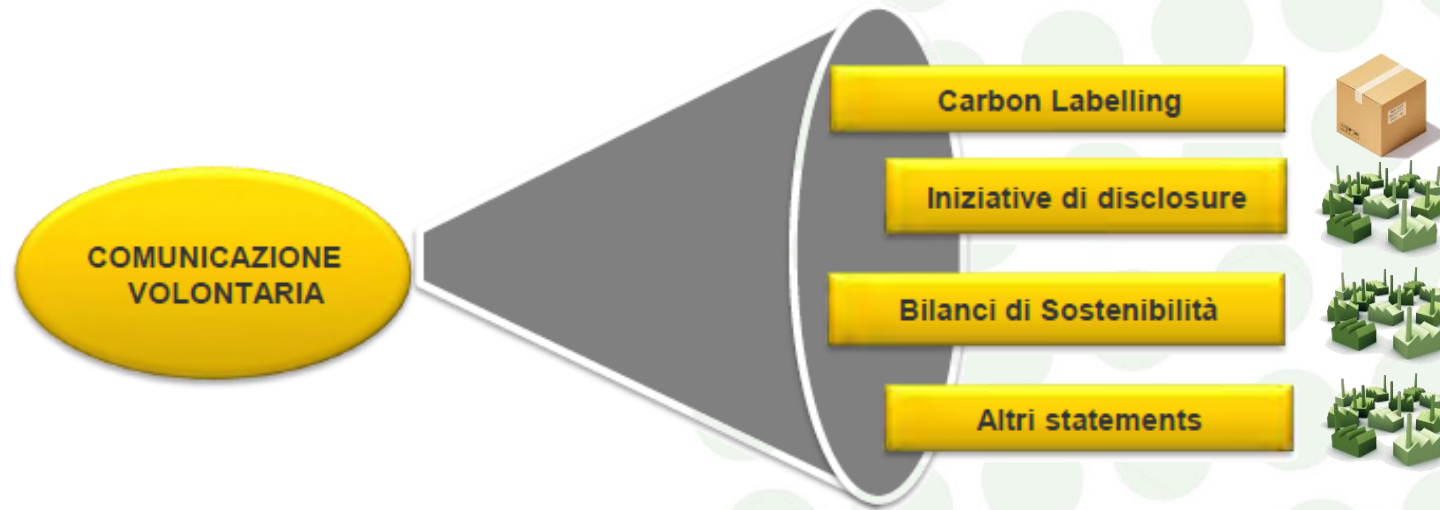 COMUNICAZIONE
VOLONTARIA
Carbon Labelling
Iniziative di disclosure
Bilanci di Sostenibilità
Altri statements